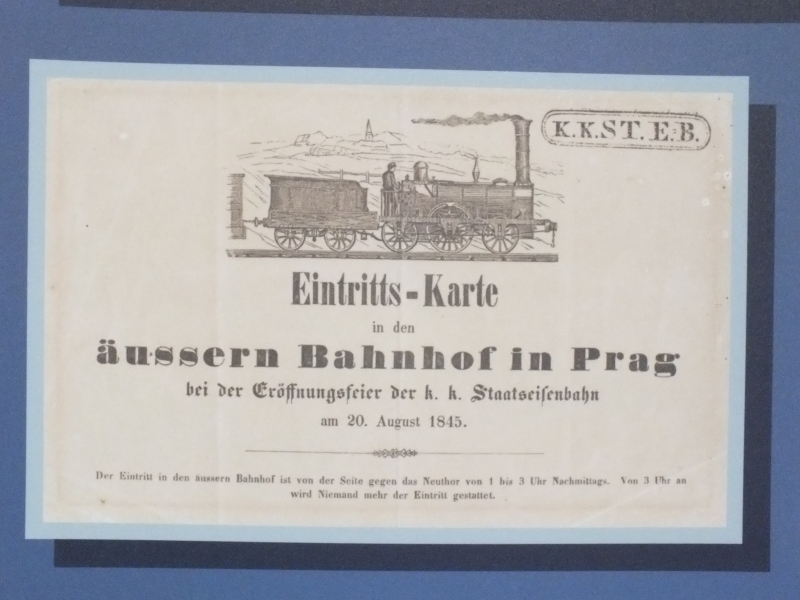 K.K.ST.E.B.
Eintritts-Karte
in den
äussern Bahnhof in Prag
bei der Eröffnungsfeier der k. k. Staatseisenbahn
am 20. August 1845.
Der Eintritt in den äussern Bahnhof ist von der Seite gegen das Neuthor von 1 bis 3 Uhr Nachmittags. Von 3 Uhr an
wird Niemand mehr der Eintritt gestattet.